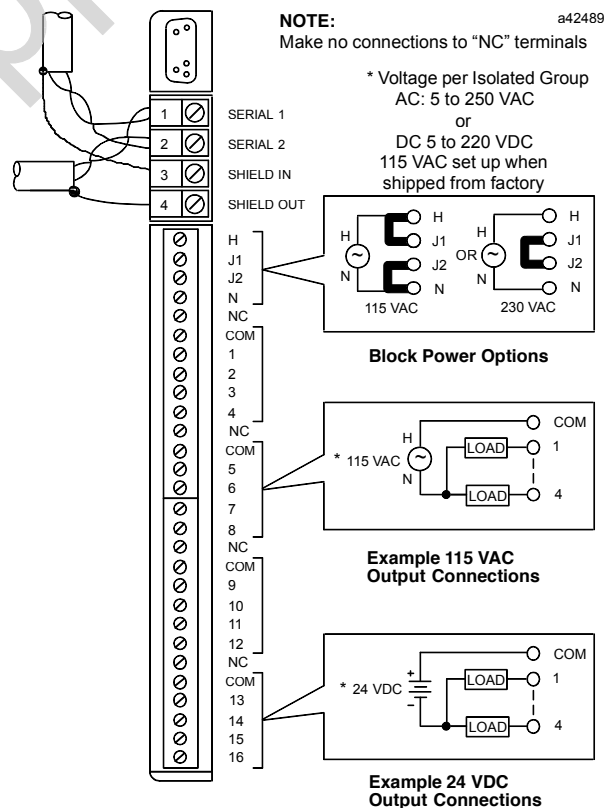 NOTE:
a42489
Make no connections to “NC” terminals
* Voltage per Isolated Group
AC: 5 to 250 VAC
or
DC 5 to 220 VDC
115 VAC set up when
shipped from factory
1 SERIAL 1
2 SERIAL 2
3 SHIELD IN
4 SHIELD OUT
H
J1
J2
N
NC
COM
1
2
3
4
NC
COM
5
6
7
8
NC
COM
9
10
11
12
NC
COM
13
14
15
16
H
N
H
J1
J2
N
115 VAC
OR
H
N
H
J1
J2
N
230 VAC
Block Power Options
* 115 VAC
H
N
COM
LOAD 1
LOAD 4
Example 115 VAC
Output Connections
* 24 VDC
+
–
COM
LOAD 1
LOAD 4
Example 24 VDC
Output Connections